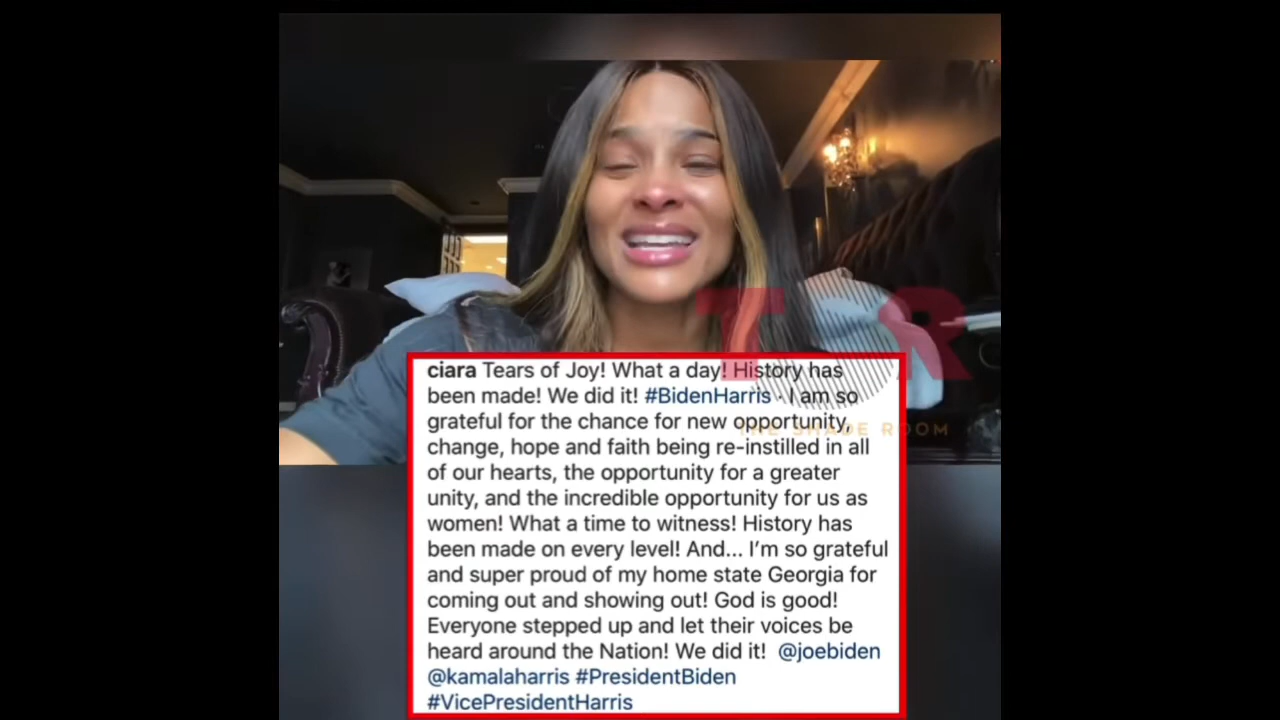 T S R
THE SHADE ROOM
ciara Tears of Joy! What a day! History has
been made! We did it! #BidenHarris · I am so
grateful for the chance for new opportunity,
change, hope and faith being re-instilled in all
of our hearts, the opportunity for a greater
unity, and the incredible opportunity for us as
women! What a time to witness! History has
been made on every level! And... I’m so grateful
and super proud of my home state Georgia for
coming out and showing out! God is good!
Everyone stepped up and let their voices be
heard around the Nation! We did it! @joebiden
@kamalaharris #PresidentBiden
#VicePresidentHarris